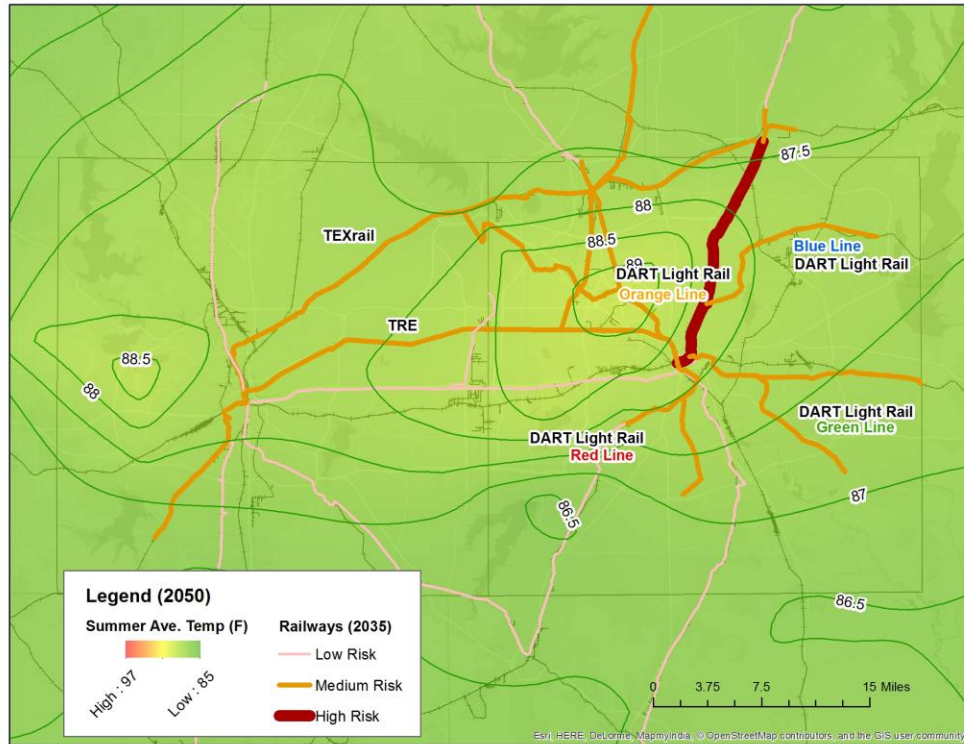 87.5
88
TEXrail
88.5
Blue Line
DART Light Rail
89
DART Light Rail
Orange Line
TRE
88.5
88
DART Light Rail
Green Line
DART Light Rail
Red Line
87
86.5
86.5
Legend (2050)
Summer Ave. Temp (F)
High : 97
Low : 85
Railways (2035)
Low Risk
Medium Risk
High Risk
0 3.75 7.5 15 Miles
Esri, HERE, DeLorme, MapmyIndia, © OpenStreetMap contributors, and the GIS user community